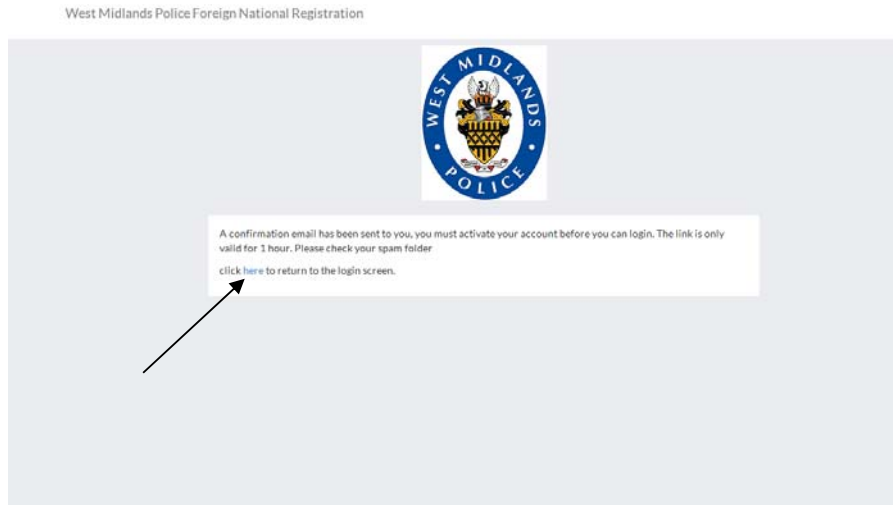 West Midlands Police Foreign National Registration
WEST MIDLANDS
POLICE
A confirmation email has been sent to you, you must activate your account before you can login. The link is only
valid for 1 hour. Please check your spam folder
click here to return to the login screen.